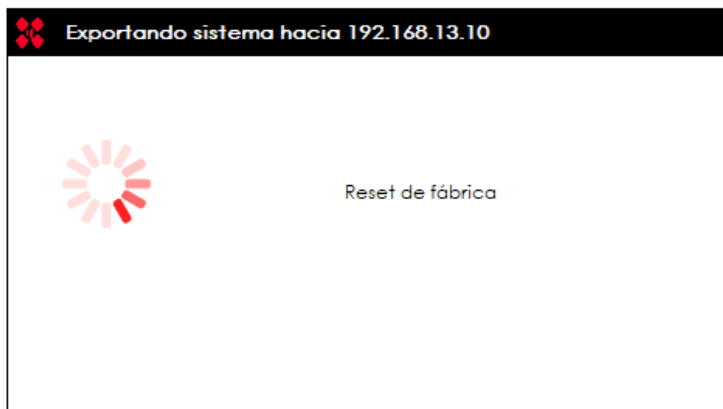 Exportando sistema hacia 192.168.13.10
Reset de fábrica